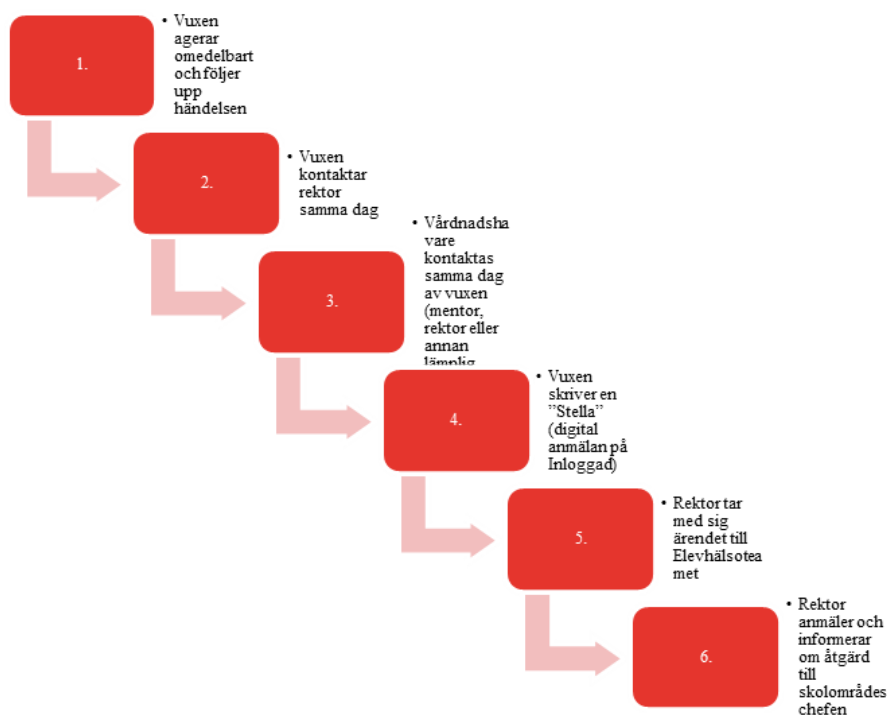 1.
• Vuxen
agerar
omedelbart
och följer
upp
händelsen
2.
• Vuxen
kontaktar
rektor
samma dag
3.
• Vårdnadsha
vare
kontaktas
samma dag
av vuxen
(mentor,
rektor eller
annan
lämplig
4.
• Vuxen
skriver en
”Stella”
(digital
anmälan på
Inloggad)
5.
• Rektor tar
med sig
ärendet till
Elevhälsotea
met
6.
• Rektor
anmäler och
informerar
om åtgärd
till
skolområdes
chefen